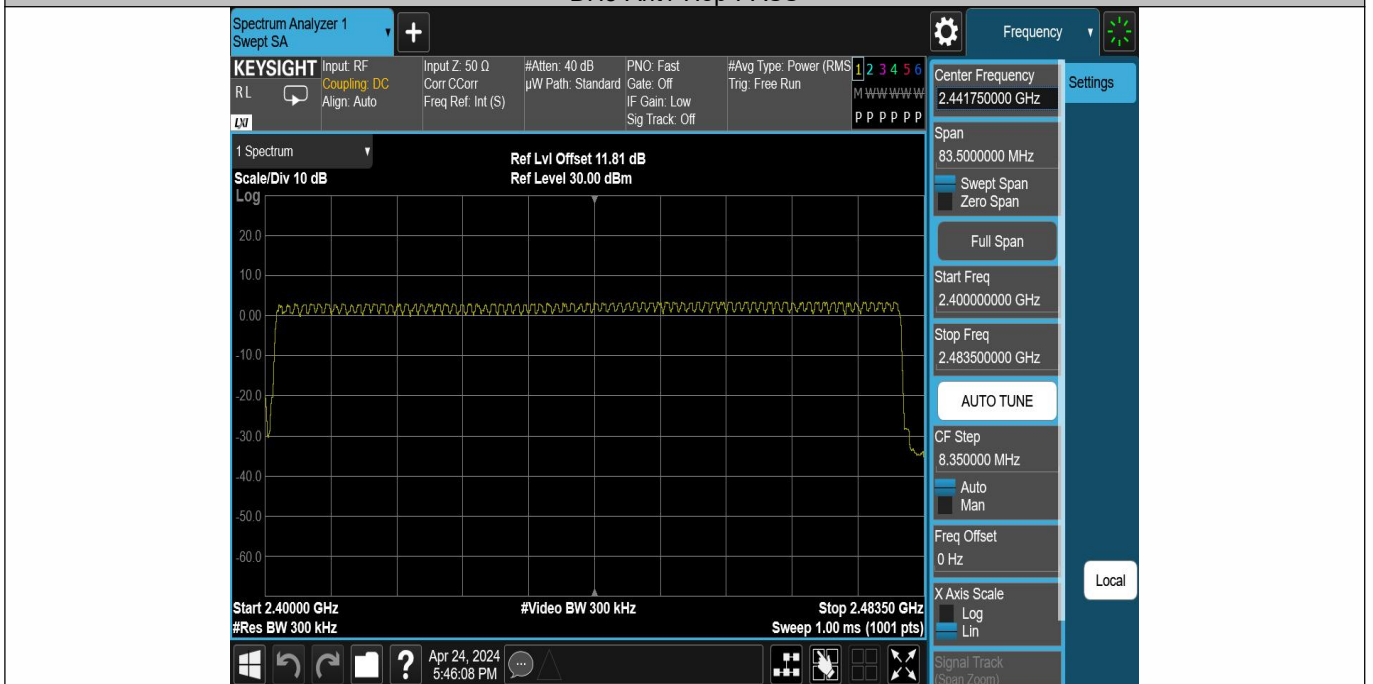 Spectrum Analyzer 1
Swept SA
+
Frequency
KEYSIGHT
RL
LXI
Input: RF
Coupling: DC
Align: Auto
Input Z: 50 Ω
Corr CCorr
Freq Ref: Int (S)
#Atten: 40 dB
µW Path: Standard
PNO: Fast
Gate: Off
IF Gain: Low
Sig Track: Off
#Avg Type: Power (RMS
Trig: Free Run
1 2 3 4 5 6
M W W W W W
P P P P P P
1 Spectrum
Scale/Div 10 dB
Ref Lvl Offset 11.81 dB
Ref Level 30.00 dBm
Log
20.0
10.0
0.00
-10.0
-20.0
-30.0
-40.0
-50.0
-60.0
Start 2.40000 GHz
#Res BW 300 kHz
#Video BW 300 kHz
Stop 2.48350 GHz
Sweep 1.00 ms (1001 pts)
Center Frequency
2.441750000 GHz
Settings
Span
83.5000000 MHz
Swept Span
Zero Span
Full Span
Start Freq
2.400000000 GHz
Stop Freq
2.483500000 GHz
AUTO TUNE
CF Step
8.350000 MHz
Auto
Man
Freq Offset
0 Hz
X Axis Scale
Log
Lin
Signal Track
(Span Zoom)
Local
?
Apr 24, 2024
5:46:08 PM